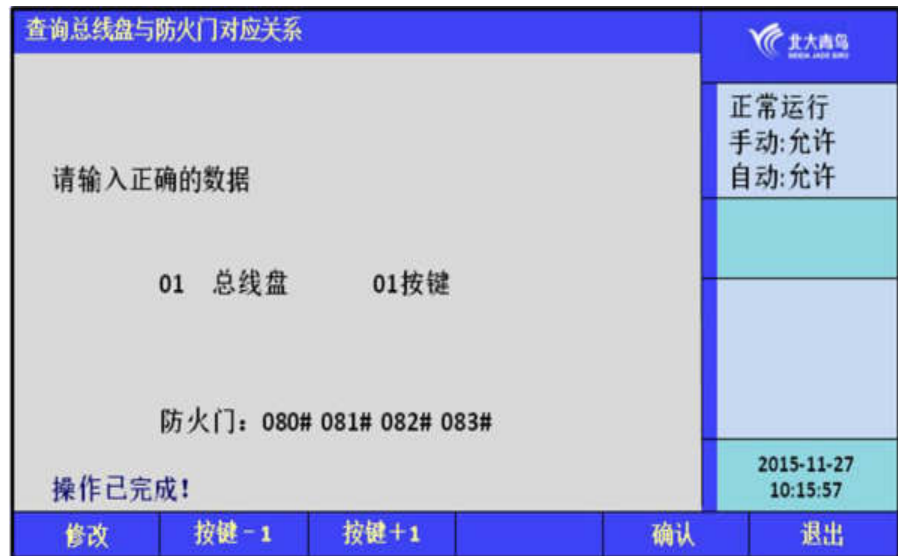 查询总线盘与防火门对应关系
北大青鸟
BEIDA JADE BIRD
正常运行
手动:允许
自动:允许
请输入正确的数据
01 总线盘 01按键
防火门: 080# 081# 082# 083#
操作已完成!
2015-11-27
10:15:57
修改 按键-1 按键+1 确认 退出